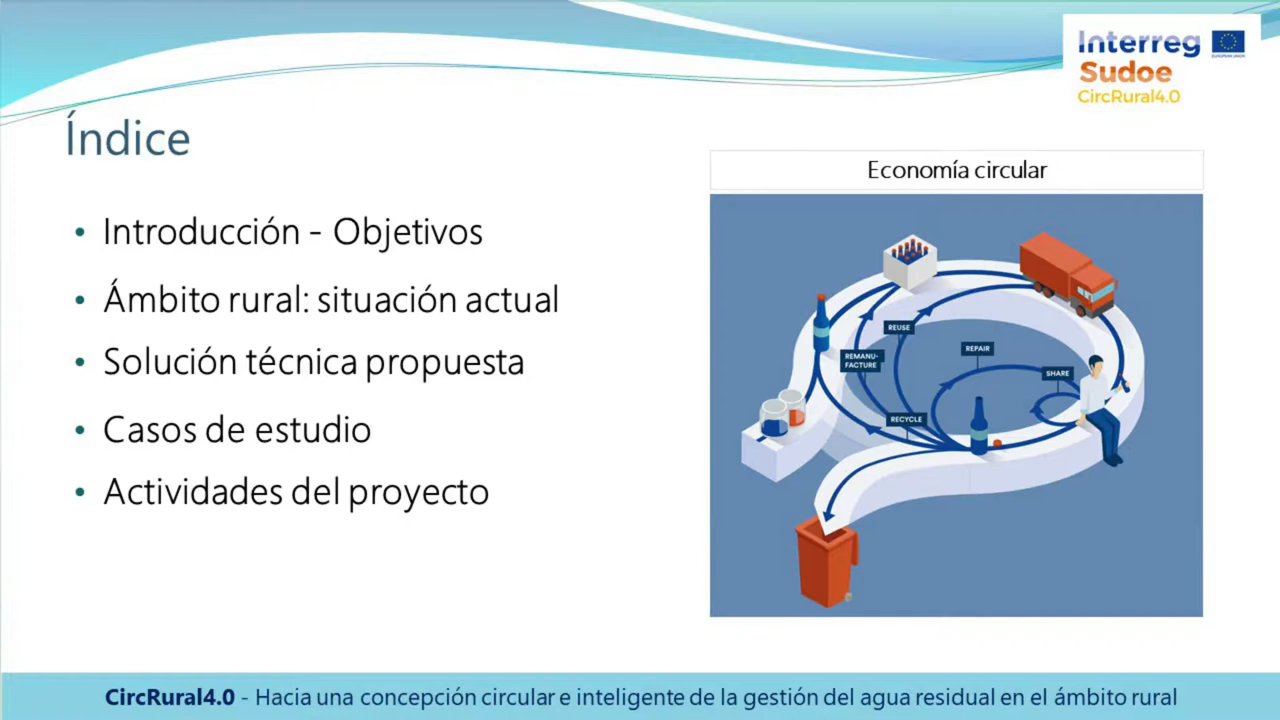 Interreg
EUROPEAN UNION
Sudoe
CircRural4.0
Índice
• Introducción - Objetivos
• Ámbito rural: situación actual
• Solución técnica propuesta
• Casos de estudio
• Actividades del proyecto
Economía circular
REUSE
REMANU-
FACTURE
REPAIR
SHARE
RECYCLE
CircRural4.0 - Hacia una concepción circular e inteligente de la gestión del agua residual en el ámbito rural